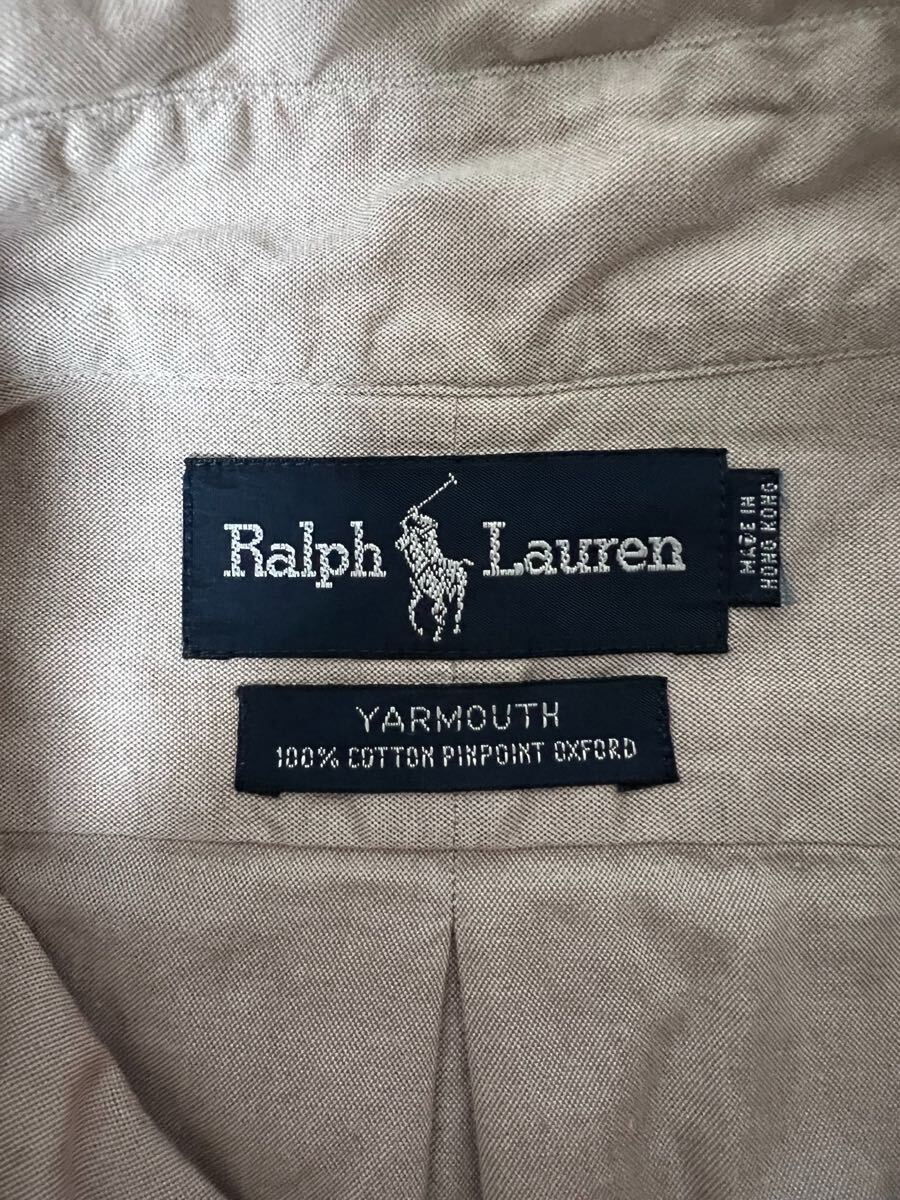 Ralph Lauren
MADE IN
HONG KONG
YARMOUTH
100% COTTON PINPOINT OXFORD